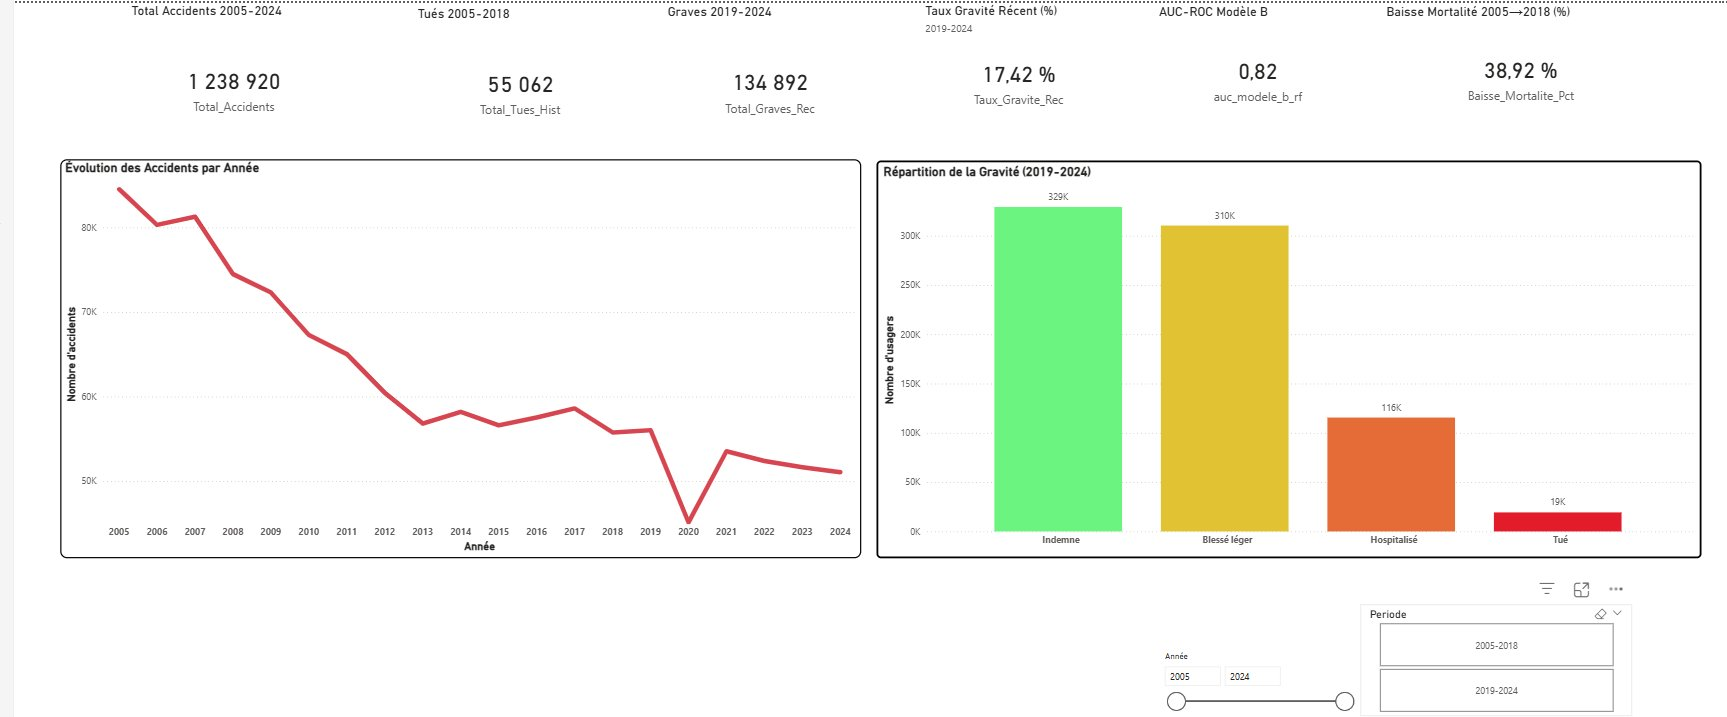 Total Accidents 2005-2024
1 238 920
Total_Accidents
Tués 2005-2018
55 062
Total_Tues_Hist
Graves 2019-2024
134 892
Total_Graves_Rec
Taux Gravité Récent (%)
2019-2024
17,42 %
Taux_Gravite_Rec
AUC-ROC Modèle B
0,82
auc_modele_b_rf
Baisse Mortalité 2005→2018 (%)
38,92 %
Baisse_Mortalite_Pct
Évolution des Accidents par Année
Nombre d'accidents
80K
70K
60K
50K
2005 2006 2007 2008 2009 2010 2011 2012 2013 2014 2015 2016 2017 2018 2019 2020 2021 2022 2023 2024
Année
Répartition de la Gravité (2019-2024)
Nombre d'usagers
300K
250K
200K
150K
100K
50K
0K
329K
310K
116K
19K
Indemne Blessé léger Hospitalisé Tué
Année
2005 2024
Periode
2005-2018
2019-2024